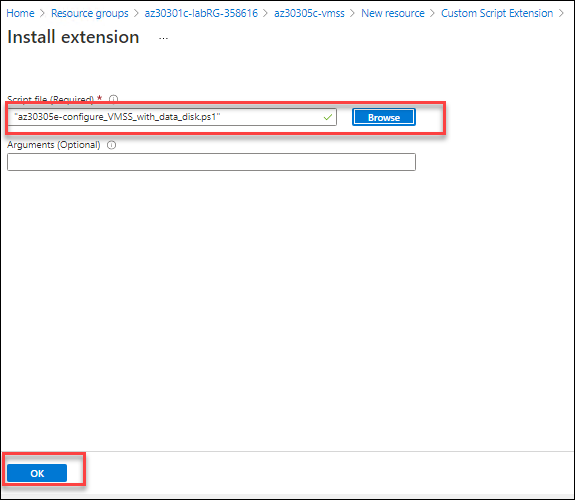 Home > Resource groups > az30301c-labRG-358616 > az30305c-vmss > New resource > Custom Script Extension >
Install extension ...
Script file (Required) *
"az30305e-configure_VMSS_with_data_disk.ps1" Browse
Arguments (Optional)
OK